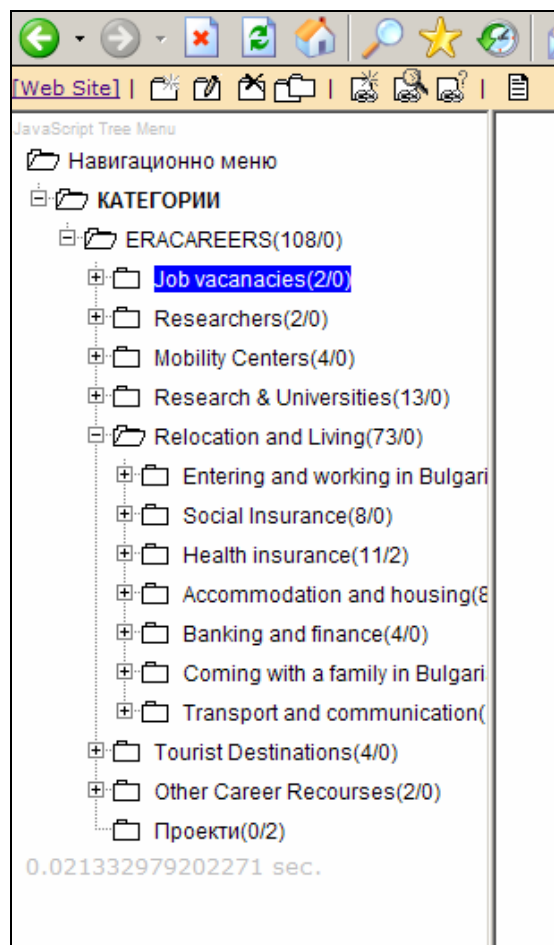 [Web Site] | | |
JavaScript Tree Menu
Навигационно меню
КАТЕГОРИИ
ERACAREERS(108/0)
Job vacanacies(2/0)
Researchers(2/0)
Mobility Centers(4/0)
Research & Universities(13/0)
Relocation and Living(73/0)
Entering and working in Bulgari
Social Insurance(8/0)
Health insurance(11/2)
Accommodation and housing(8
Banking and finance(4/0)
Coming with a family in Bulgari
Transport and communication(
Tourist Destinations(4/0)
Other Career Recourses(2/0)
Проекти(0/2)
0.021332979202271 sec.